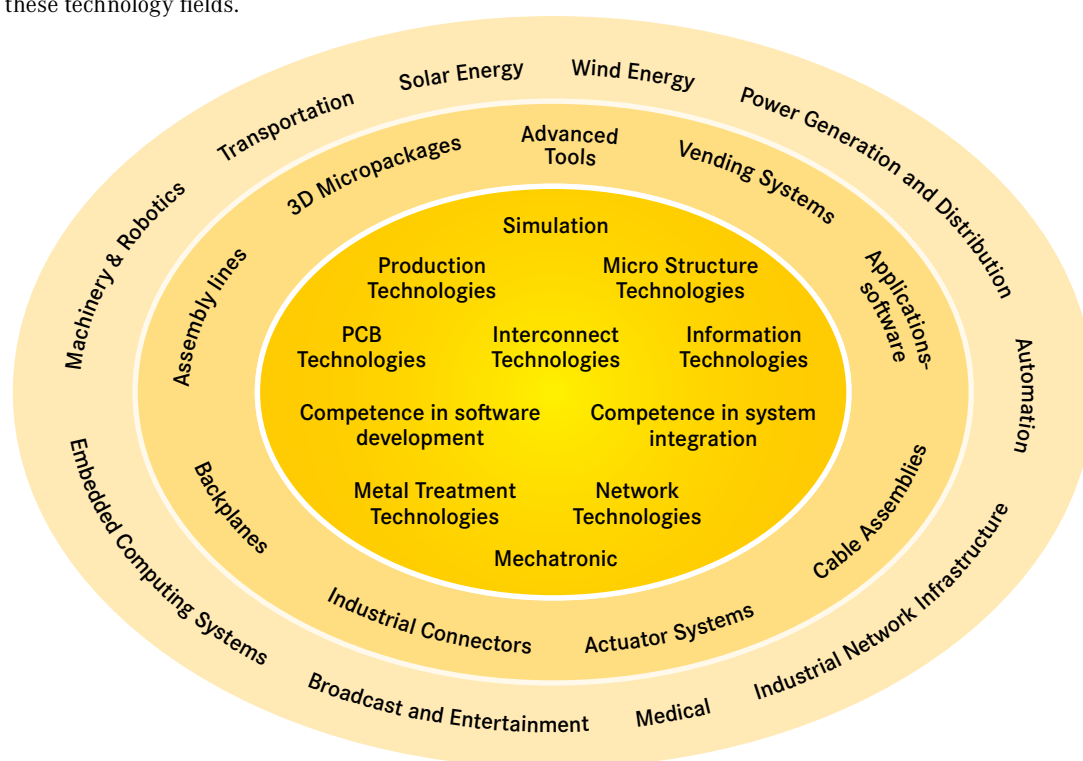 these technology fields.
Solar Energy
Wind Energy
Transportation
Power Generation and Distribution
Machinery & Robotics
Automation
Embedded Computing Systems
Industrial Network Infrastructure
Broadcast and Entertainment
Medical
3D Micropackages
Advanced
Tools
Vending Systems
Assembly lines
Applications-
software
Backplanes
Cable Assemblies
Industrial Connectors
Actuator Systems
Simulation
Production
Technologies
Micro Structure
Technologies
PCB
Technologies
Interconnect
Technologies
Information
Technologies
Competence in software
development
Competence in system
integration
Metal Treatment
Technologies
Network
Technologies
Mechatronic